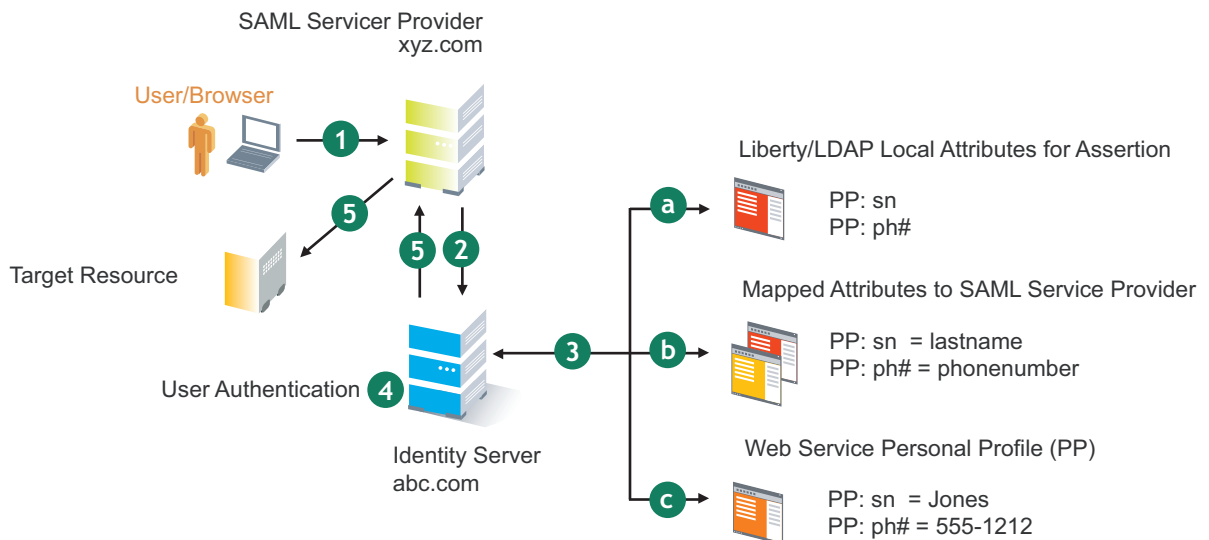 SAML Servicer Provider
xyz.com
User/Browser
1
5
5
2
Target Resource
User Authentication
4
3
Identity Server
abc.com
a
Liberty/LDAP Local Attributes for Assertion
PP: sn
PP: ph#
b
Mapped Attributes to SAML Service Provider
PP: sn = lastname
PP: ph# = phonenumber
c
Web Service Personal Profile (PP)
PP: sn = Jones
PP: ph# = 555-1212